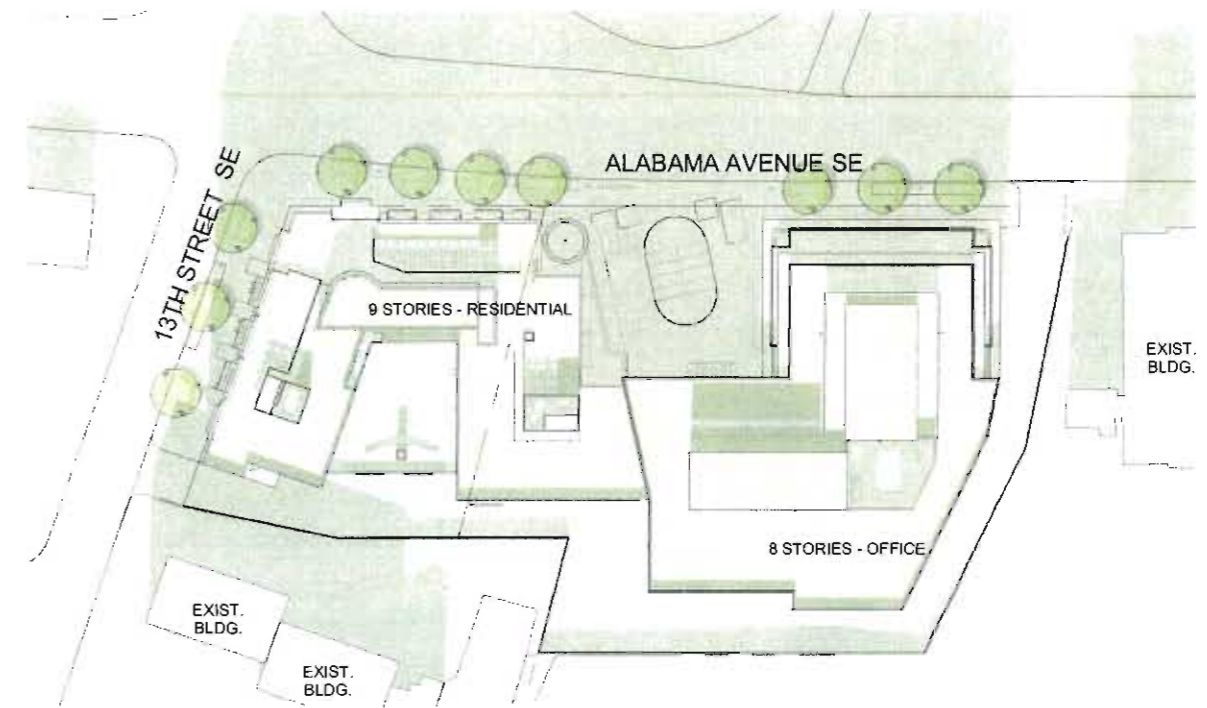 ALABAMA AVENUE SE
13TH STREET SE
9 STORIES - RESIDENTIAL
EXIST.
BLDG.
8 STORIES - OFFICE
EXIST.
BLDG.
EXIST.
BLDG.